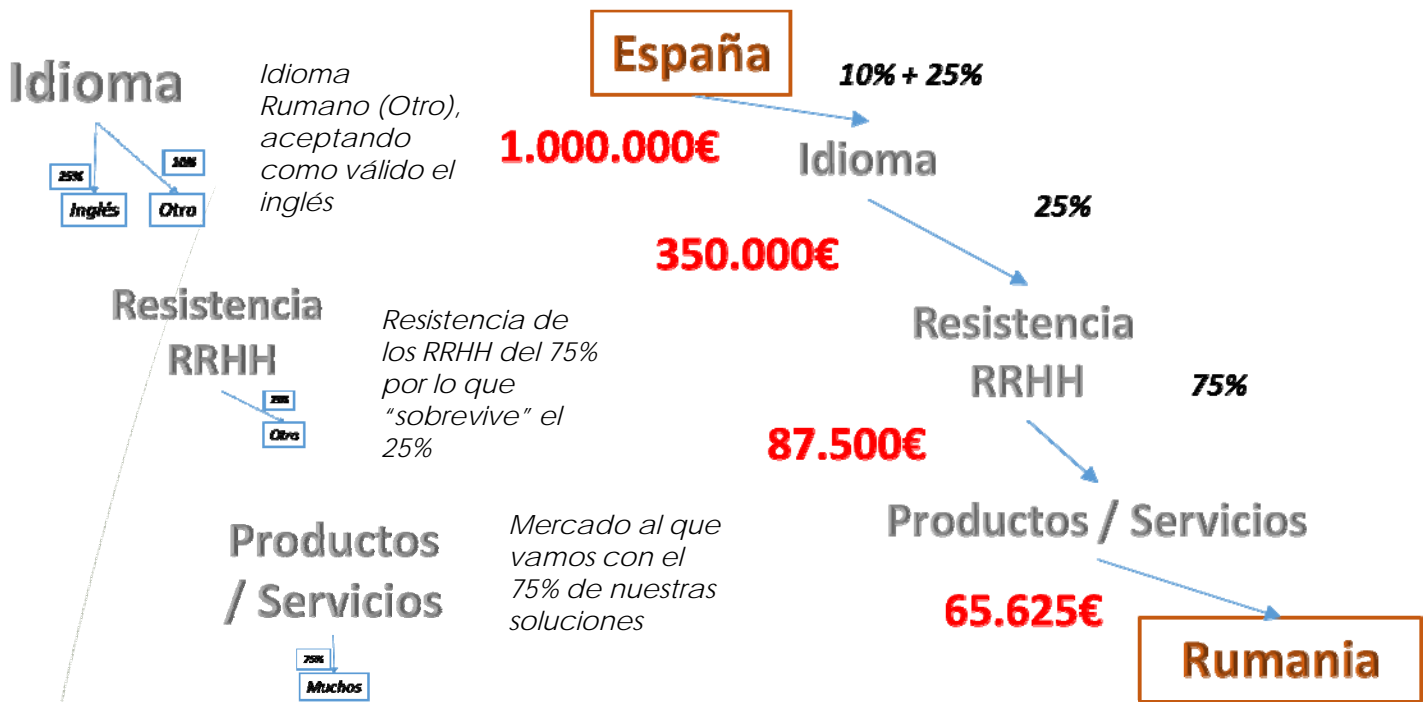 Idioma
25%
10%
Inglés
Otro
Idioma
Rumano (Otro),
aceptando
como válido el
inglés
Resistencia
RRHH
25%
Otro
Resistencia de
los RRHH del 75%
por lo que
“sobrevive” el
25%
Productos
/ Servicios
75%
Muchos
Mercado al que
vamos con el
75% de nuestras
soluciones
España
10% + 25%
1.000.000€
Idioma
25%
350.000€
Resistencia
RRHH
75%
87.500€
Productos / Servicios
65.625€
Rumania